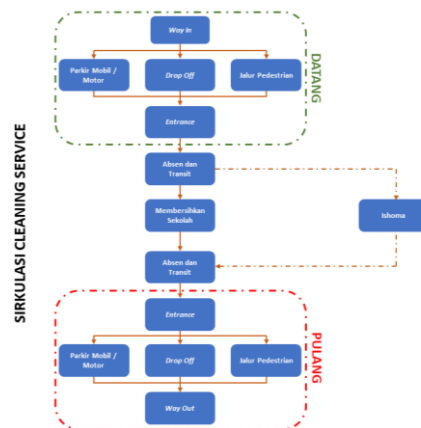 SIRKULASI CLEANING SERVICE
DATANG
Way In
Parkir Mobil /
Motor
Drop Off
Jalur Pedestrian
Entrance
Absen dan
Transit
Membersihkan
Sekolah
Ishoma
Absen dan
Transit
PULANG
Entrance
Parkir Mobil /
Motor
Drop Off
Jalur Pedestrian
Way Out